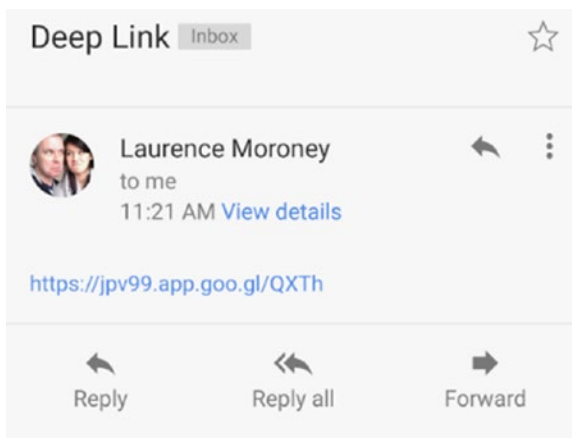 Deep Link Inbox
Laurence Moroney
to me
11:21 AM View details
https://jpv99.app.goo.gl/QXTh
Reply Reply all Forward